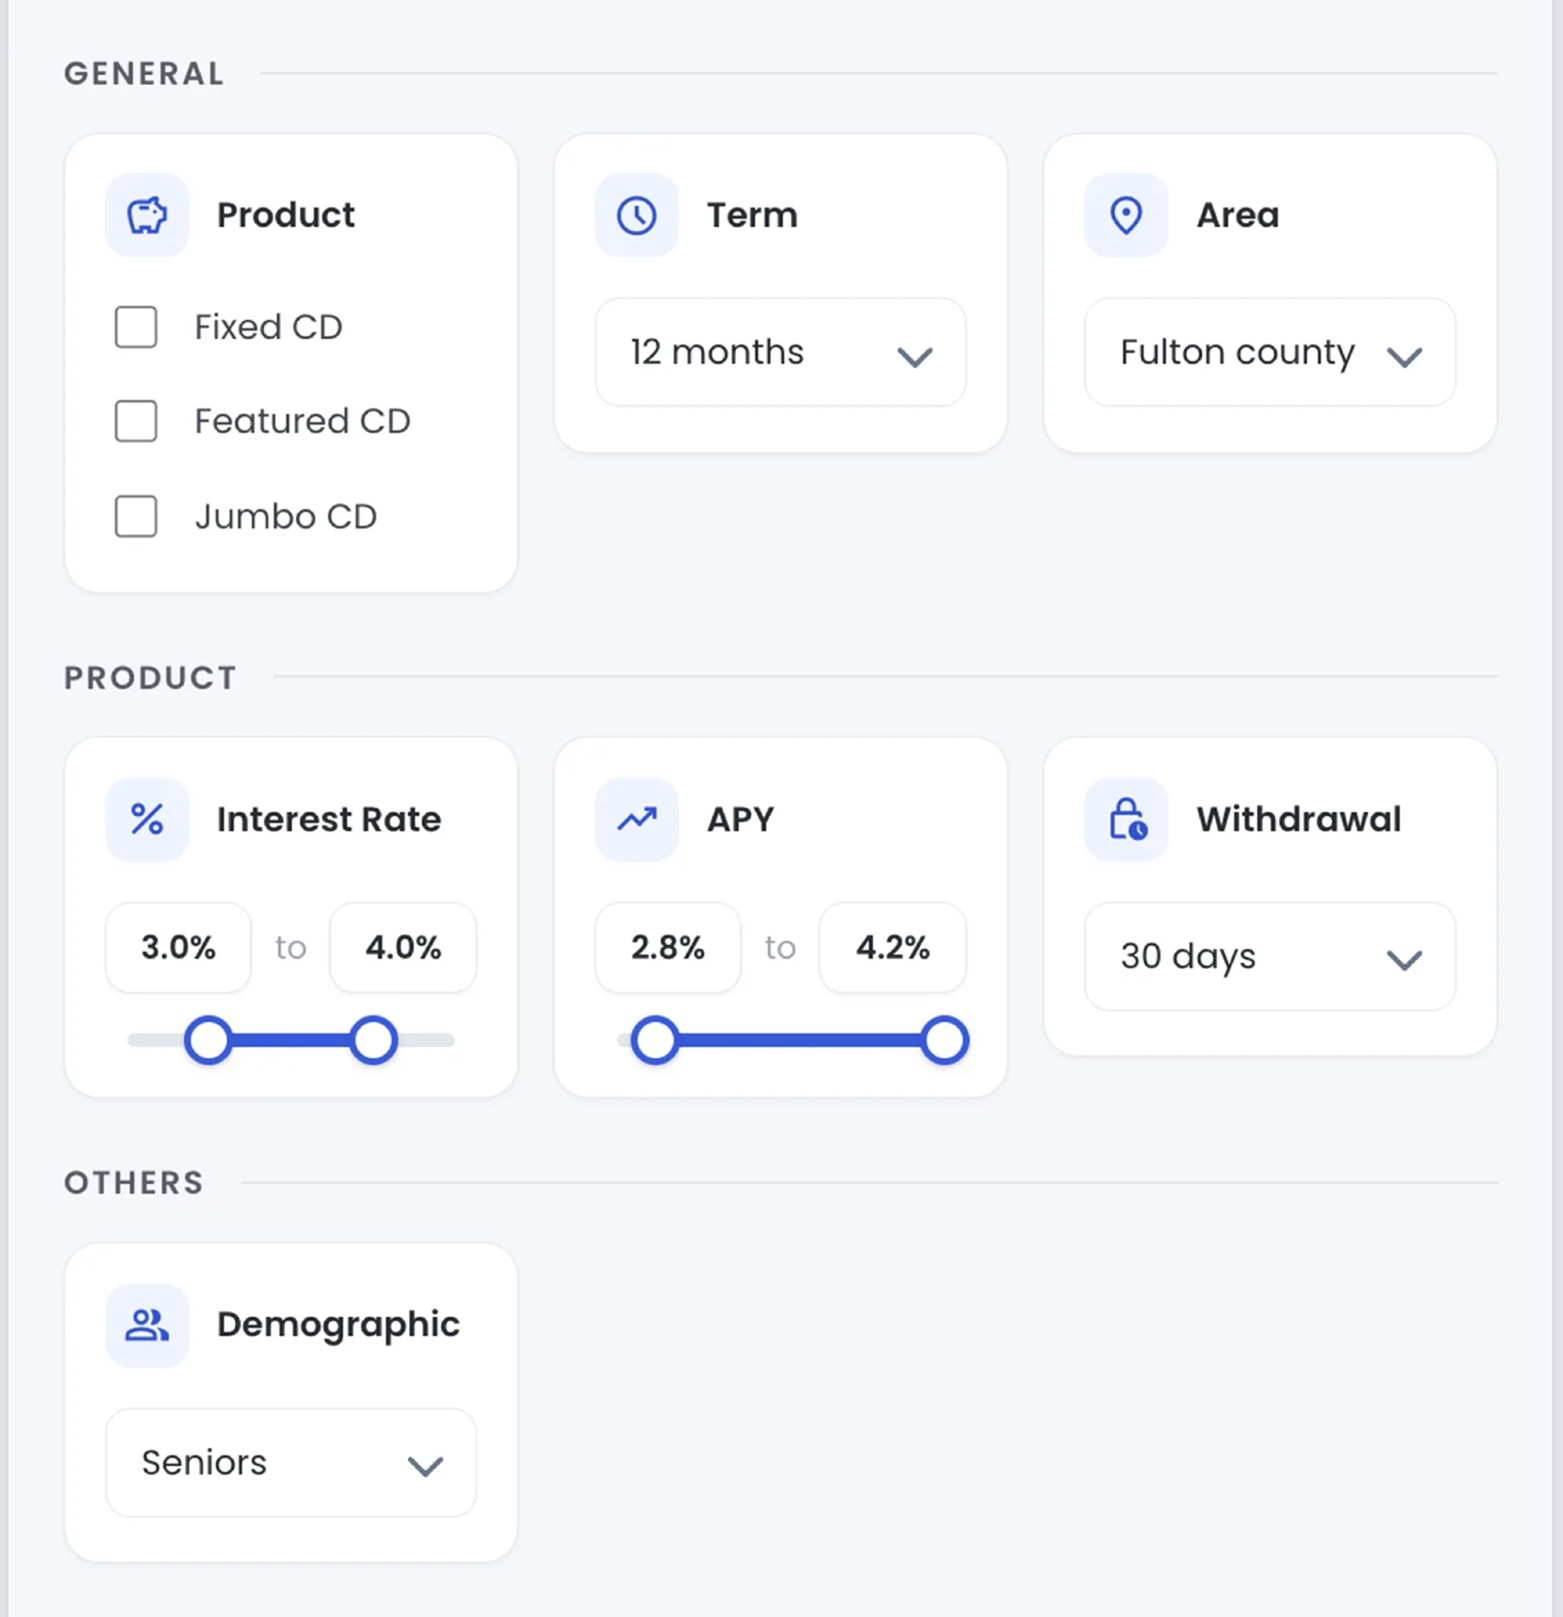 GENERAL
Product
Fixed CD
Featured CD
Jumbo CD
Term
12 months
Area
Fulton county
PRODUCT
Interest Rate
3.0% to 4.0%
APY
2.8% to 4.2%
Withdrawal
30 days
OTHERS
Demographic
Seniors